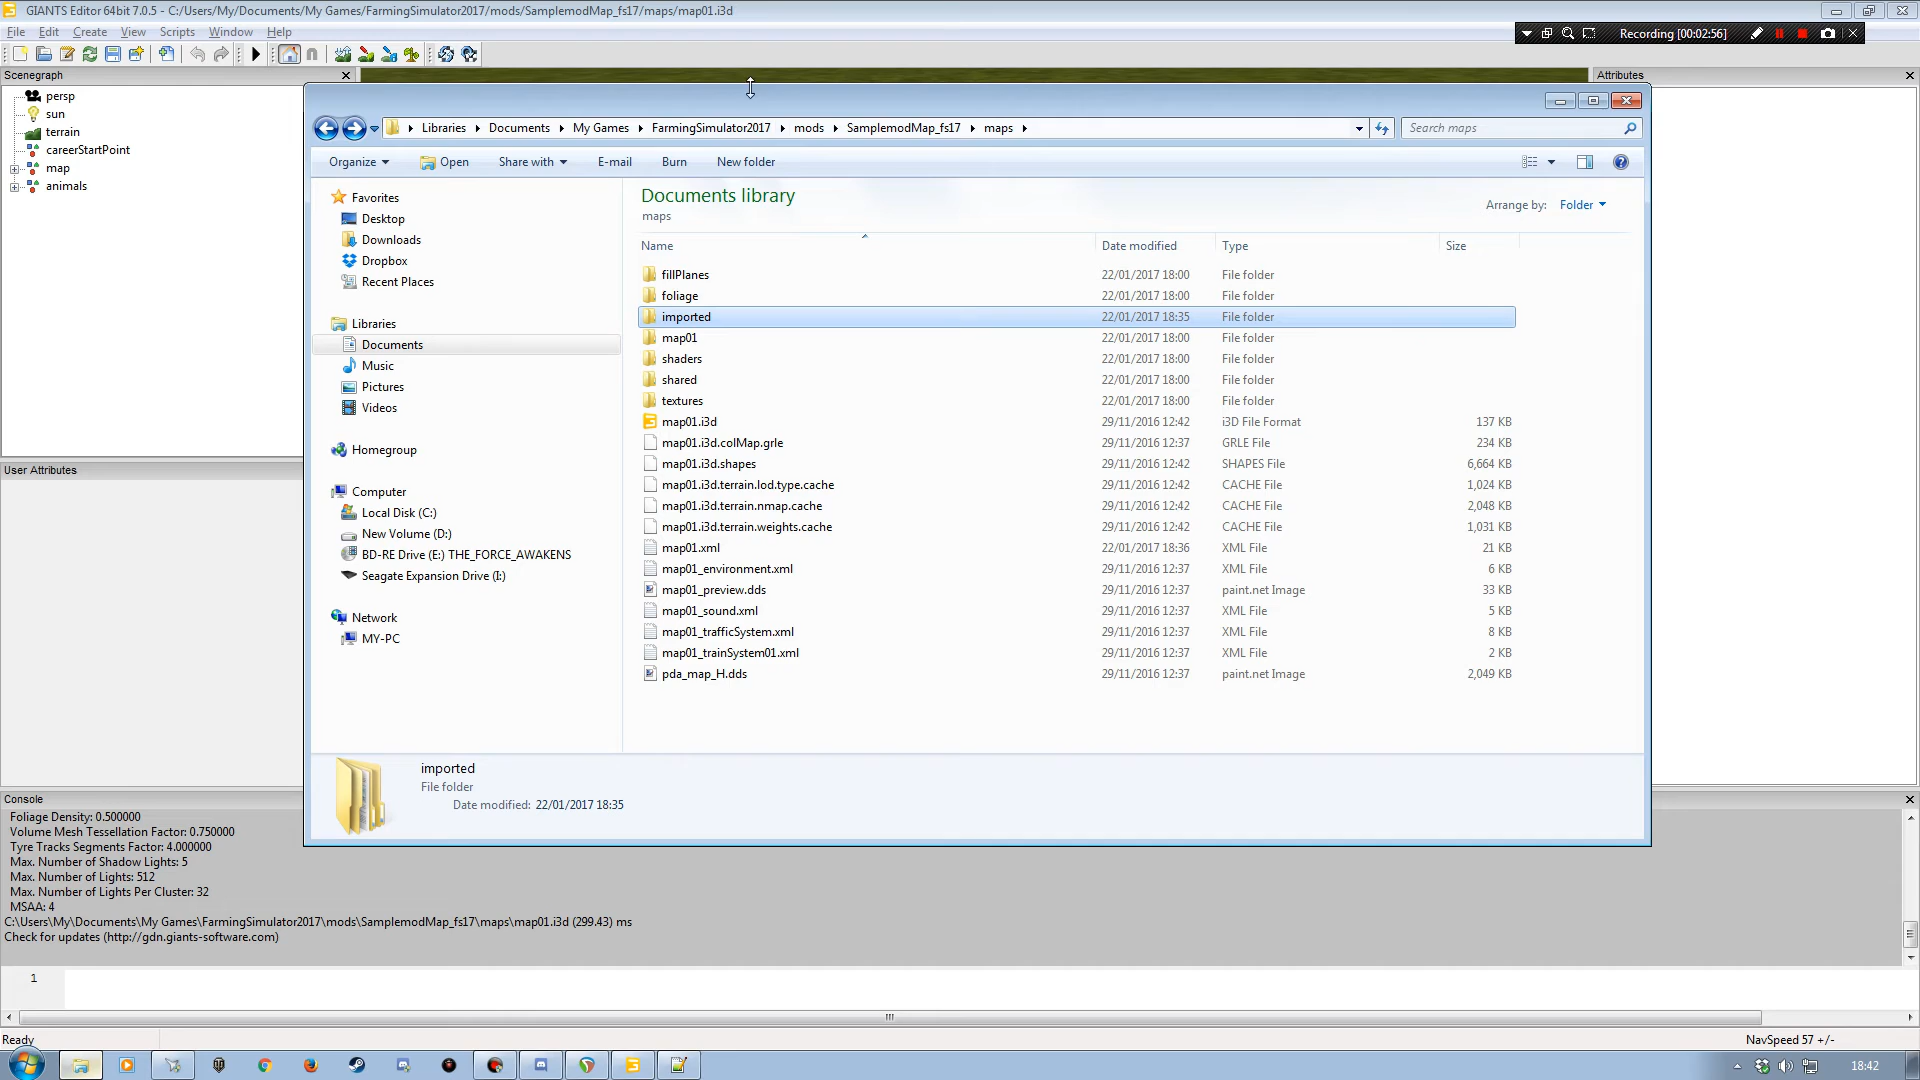 GIANTS Editor 64bit 7.0.5 - C:/Users/My/Documents/My Games/FarmingSimulator2017/mods/SamplemodMap_fs17/maps/map01.i3d
File Edit Create View Scripts Window Help
Recording [00:02:56]
Scenegraph
Attributes
persp
sun
terrain
careerStartPoint
map
animals
Libraries Documents My Games FarmingSimulator2017 mods SamplemodMap_fs17 maps
Search maps
Organize Open Share with E-mail Burn New folder
Favorites
Desktop
Downloads
Dropbox
Recent Places
Libraries
Documents
Music
Pictures
Videos
Homegroup
Computer
Local Disk (C:)
New Volume (D:)
BD-RE Drive (E:) THE_FORCE_AWAKENS
Seagate Expansion Drive (I:)
Network
MY-PC
Documents library
maps
Arrange by: Folder
Name Date modified Type Size
fillPlanes 22/01/2017 18:00 File folder
foliage 22/01/2017 18:00 File folder
imported 22/01/2017 18:35 File folder
map01 22/01/2017 18:00 File folder
shaders 22/01/2017 18:00 File folder
shared 22/01/2017 18:00 File folder
textures 22/01/2017 18:00 File folder
map01.i3d 29/11/2016 12:42 i3D File Format 137 KB
map01.i3d.colMap.grle 29/11/2016 12:37 GRLE File 234 KB
map01.i3d.shapes 29/11/2016 12:42 SHAPES File 6,664 KB
map01.i3d.terrain.lod.type.cache 29/11/2016 12:42 CACHE File 1,024 KB
map01.i3d.terrain.nmap.cache 29/11/2016 12:42 CACHE File 2,048 KB
map01.i3d.terrain.weights.cache 29/11/2016 12:42 CACHE File 1,031 KB
map01.xml 22/01/2017 18:36 XML File 21 KB
map01_environment.xml 29/11/2016 12:37 XML File 6 KB
map01_preview.dds 29/11/2016 12:37 paint.net Image 33 KB
map01_sound.xml 29/11/2016 12:37 XML File 5 KB
map01_trafficSystem.xml 29/11/2016 12:37 XML File 8 KB
map01_trainSystem01.xml 29/11/2016 12:37 XML File 2 KB
pda_map_H.dds 29/11/2016 12:37 paint.net Image 2,049 KB
imported
File folder
Date modified: 22/01/2017 18:35
User Attributes
Console
Foliage Density: 0.500000
Volume Mesh Tessellation Factor: 0.750000
Tyre Tracks Segments Factor: 4.000000
Max. Number of Shadow Lights: 5
Max. Number of Lights: 512
Max. Number of Lights Per Cluster: 32
MSAA: 4
C:\Users\My\Documents\My Games\FarmingSimulator2017\mods\SamplemodMap_fs17\maps\map01.i3d (299.43) ms
Check for updates (http://gdn.giants-software.com)
1
Ready
NavSpeed 57 +/-
18:42